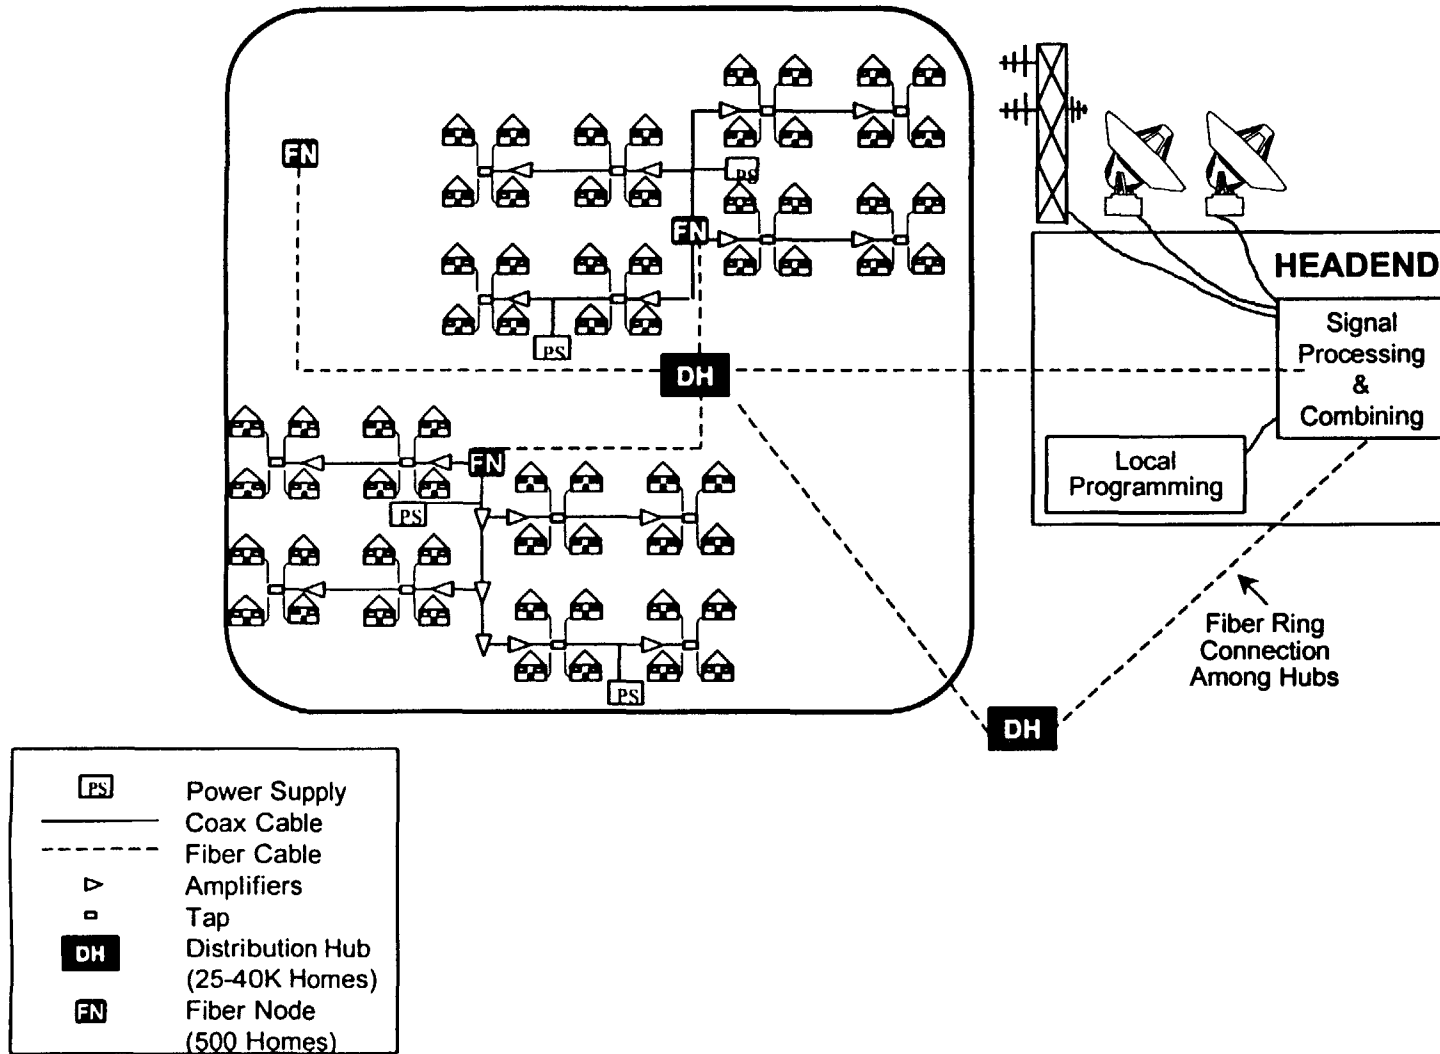 FN
PS
FN
HEADEND
Signal
Processing
&
Combining
PS
DH
FN
Local
Programming
PS
Fiber Ring
Connection
Among Hubs
PS
DH
PS Power Supply
Coax Cable
Fiber Cable
Amplifiers
Tap
DH Distribution Hub
(25-40K Homes)
FN Fiber Node
(500 Homes)